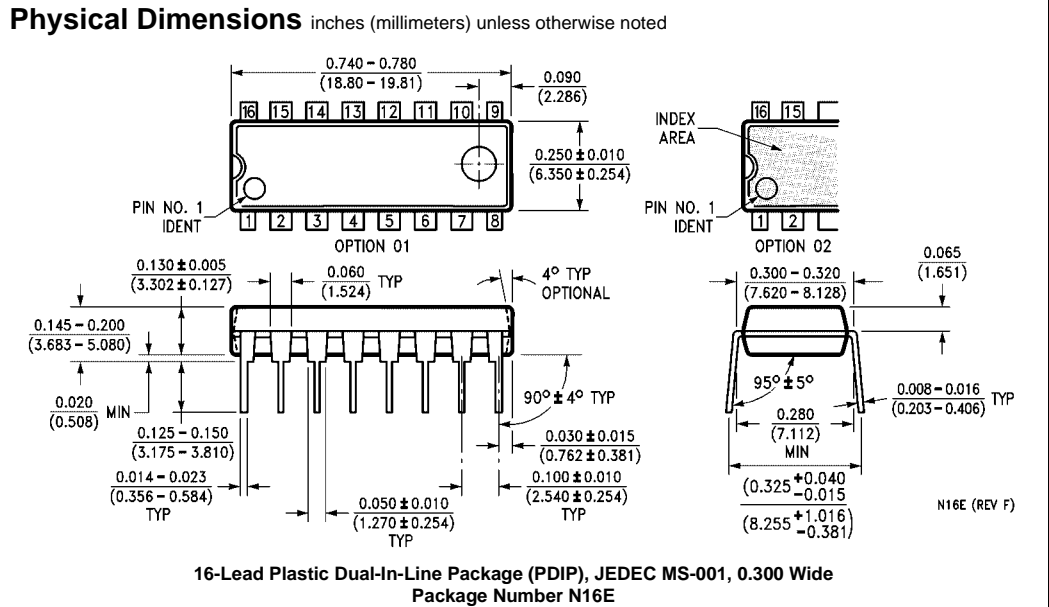 Physical Dimensions inches (millimeters) unless otherwise noted
0.740 – 0.780
(18.80 – 19.81)
0.090
(2.286)
16 15 14 13 12 11 10 9
16 15
INDEX
AREA
0.250 ± 0.010
(6.350 ± 0.254)
PIN NO. 1
IDENT
1 2 3 4 5 6 7 8
OPTION 01
PIN NO. 1
IDENT
1 2
OPTION 02
0.065
(1.651)
0.130 ± 0.005
(3.302 ± 0.127)
0.060
(1.524)
TYP
4° TYP
OPTIONAL
0.300 – 0.320
(7.620 – 8.128)
0.145 – 0.200
(3.683 – 5.080)
0.020
(0.508)
MIN
0.125 – 0.150
(3.175 – 3.810)
90° ± 4° TYP
95° ± 5°
0.008 – 0.016
(0.203 – 0.406)
TYP
0.280
(7.112)
MIN
0.030 ± 0.015
(0.762 ± 0.381)
0.014 – 0.023
(0.356 – 0.584)
TYP
0.100 ± 0.010
(2.540 ± 0.254)
TYP
0.050 ± 0.010
(1.270 ± 0.254)
TYP
(0.325 +0.040
−0.015
(8.255 +1.016
−0.381)
N16E (REV F)
16-Lead Plastic Dual-In-Line Package (PDIP), JEDEC MS-001, 0.300 Wide
Package Number N16E